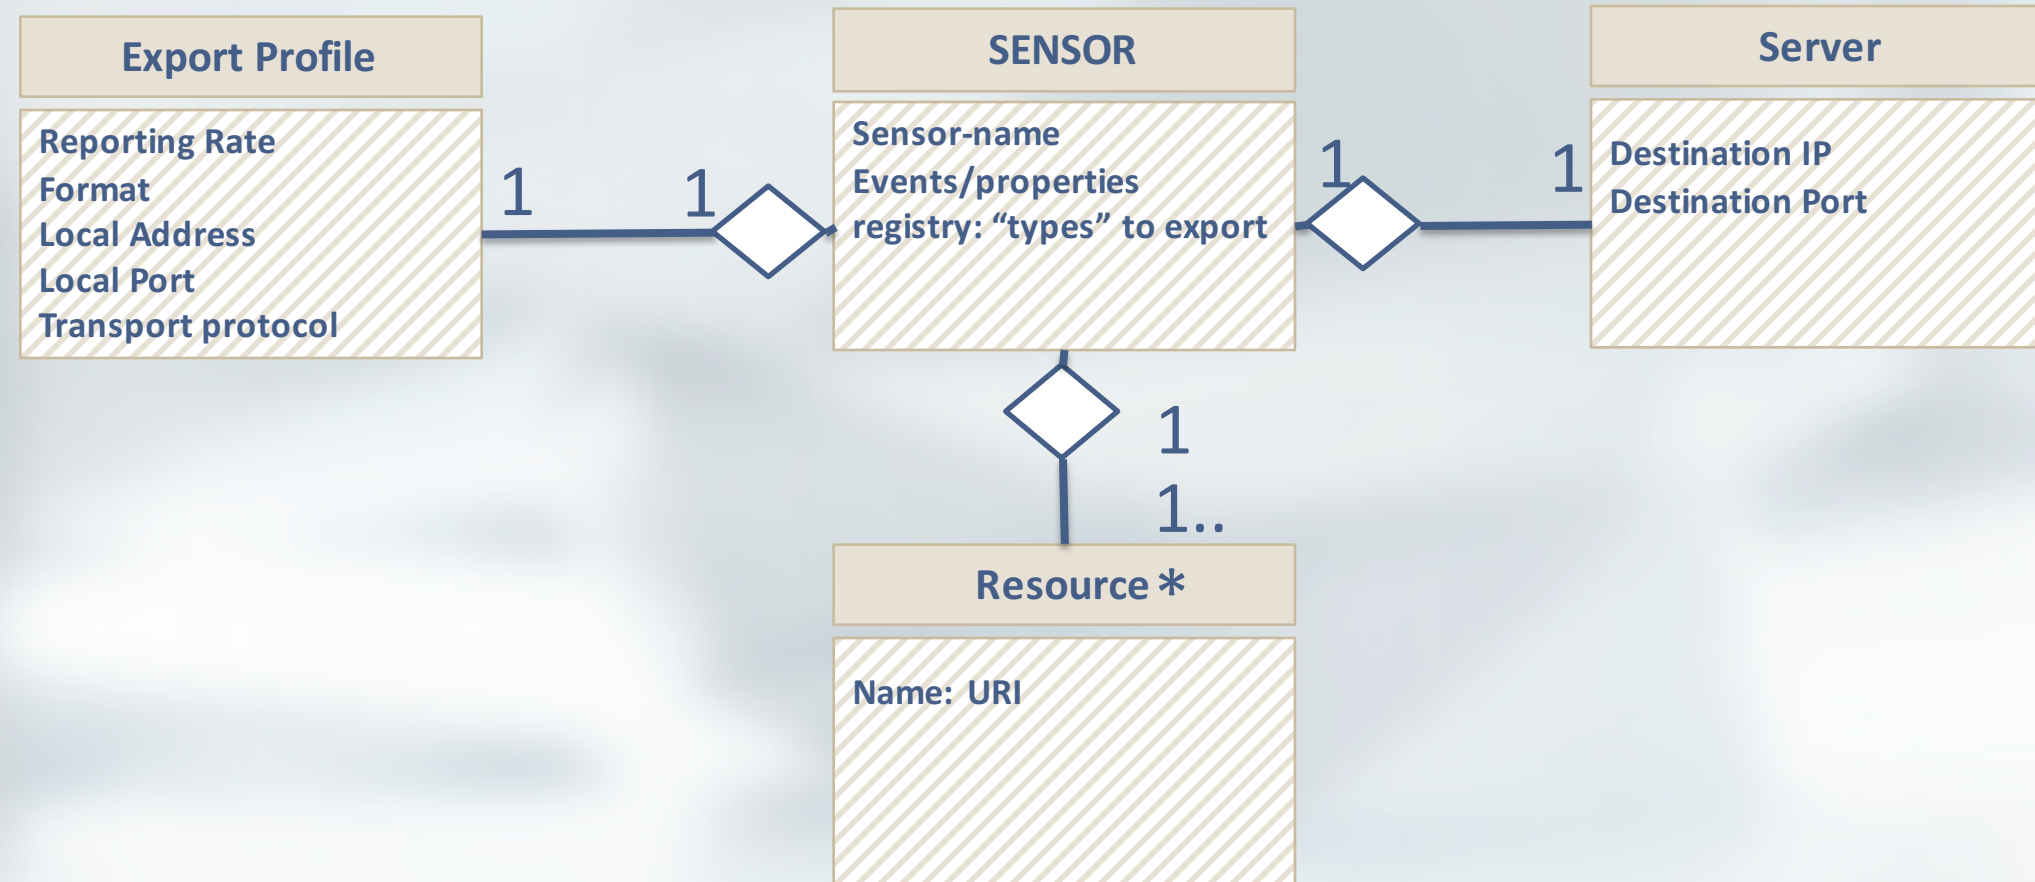 Export Profile
Reporting Rate
Format
Local Address
Local Port
Transport protocol
1
1
SENSOR
Sensor-name
Events/properties
registry: “types” to export
1
1
Server
Destination IP
Destination Port
1
1..
Resource
*
Name: URI